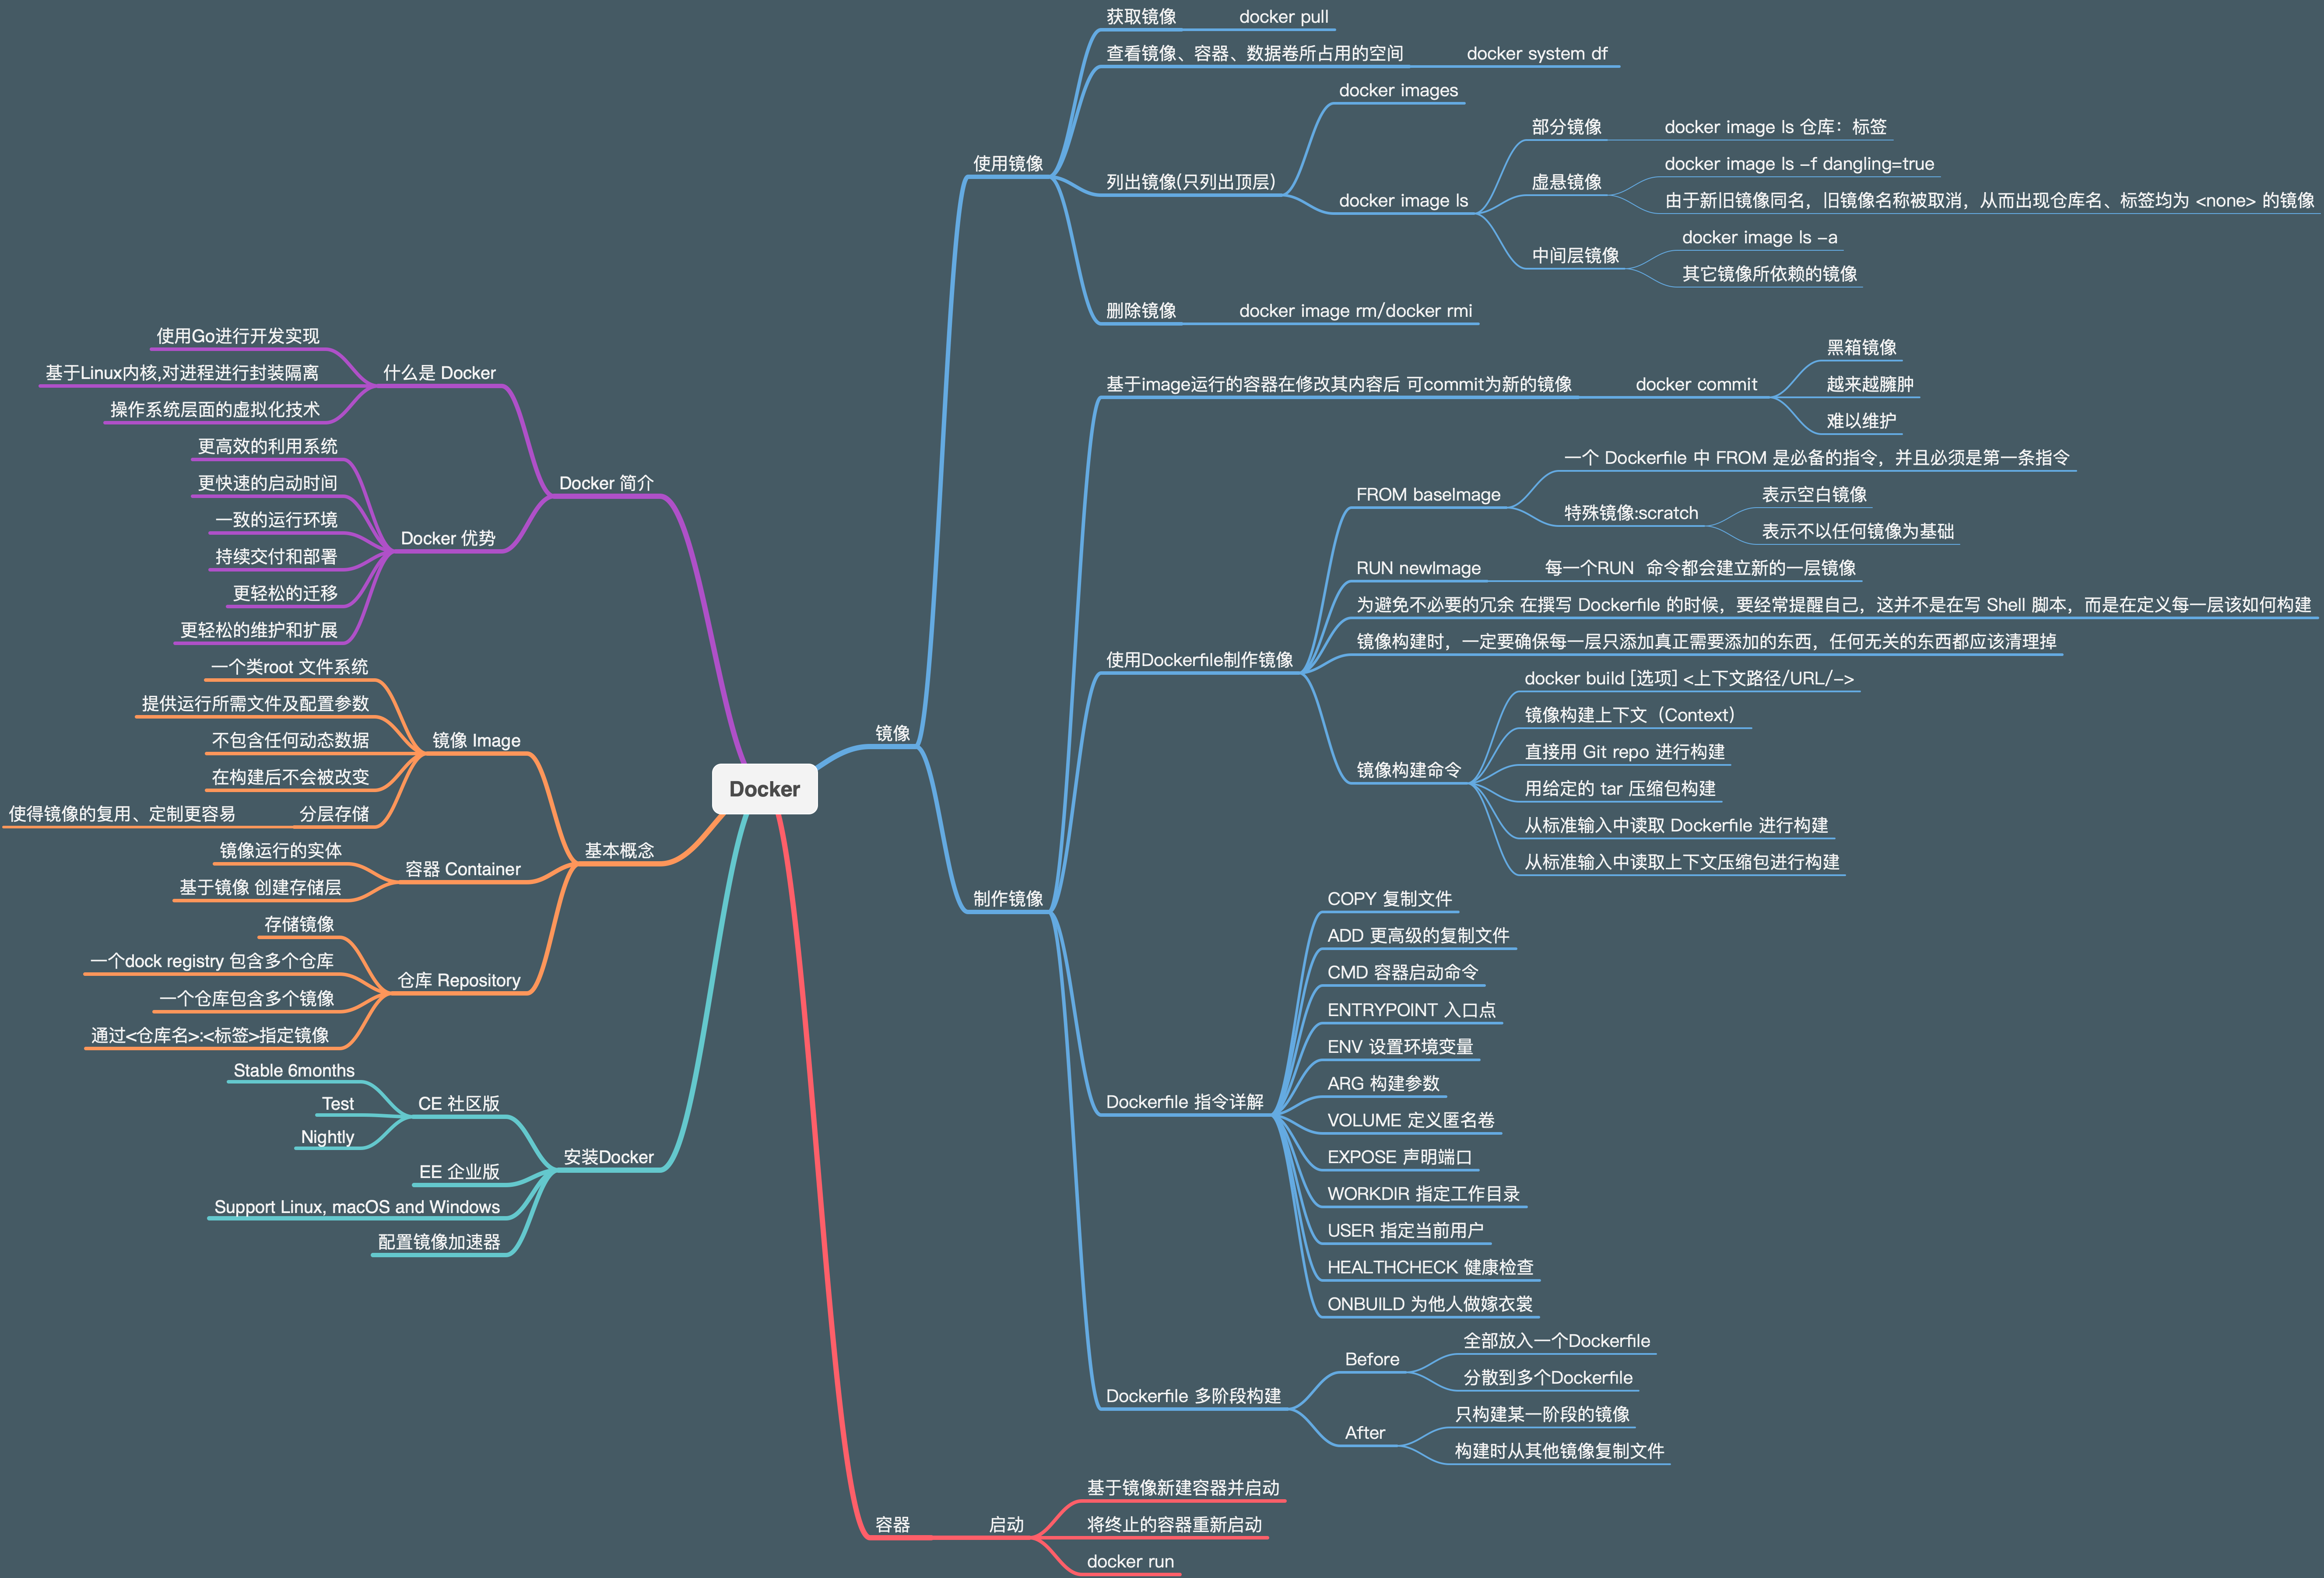 Docker
Docker 简介
什么是 Docker
使用Go进行开发实现
基于Linux内核,对进程进行封装隔离
操作系统层面的虚拟化技术
Docker 优势
更高效的利用系统
更快速的启动时间
一致的运行环境
持续交付和部署
更轻松的迁移
更轻松的维护和扩展
基本概念
镜像 Image
一个类root 文件系统
提供运行所需文件及配置参数
不包含任何动态数据
在构建后不会被改变
分层存储
使得镜像的复用、定制更容易
容器 Container
镜像运行的实体
基于镜像 创建存储层
仓库 Repository
存储镜像
一个dock registry 包含多个仓库
一个仓库包含多个镜像
通过<仓库名>:<标签>指定镜像
安装Docker
CE 社区版
Stable 6months
Test
Nightly
EE 企业版
Support Linux, macOS and Windows
配置镜像加速器
镜像
使用镜像
获取镜像
docker pull
查看镜像、容器、数据卷所占用的空间
docker system df
列出镜像(只列出顶层)
docker images
docker image ls
部分镜像
docker image ls 仓库：标签
虚悬镜像
docker image ls –f dangling=true
由于新旧镜像同名，旧镜像名称被取消，从而出现仓库名、标签均为 <none> 的镜像
中间层镜像
docker image ls –a
其它镜像所依赖的镜像
删除镜像
docker image rm/docker rmi
制作镜像
基于image运行的容器在修改其内容后 可commit为新的镜像
docker commit
黑箱镜像
越来越臃肿
难以维护
使用Dockerfile制作镜像
FROM baseImage
一个 Dockerfile 中 FROM 是必备的指令，并且必须是第一条指令
特殊镜像:scratch
表示空白镜像
表示不以任何镜像为基础
RUN newImage
每一个RUN 命令都会建立新的一层镜像
为避免不必要的冗余 在撰写 Dockerfile 的时候，要经常提醒自己，这并不是在写 Shell 脚本，而是在定义每一层该如何构建
镜像构建时，一定要确保每一层只添加真正需要添加的东西，任何无关的东西都应该清理掉
镜像构建命令
docker build [选项] <上下文路径/URL/–>
镜像构建上下文（Context）
直接用 Git repo 进行构建
用给定的 tar 压缩包构建
从标准输入中读取 Dockerfile 进行构建
从标准输入中读取上下文压缩包进行构建
Dockerfile 指令详解
COPY 复制文件
ADD 更高级的复制文件
CMD 容器启动命令
ENTRYPOINT 入口点
ENV 设置环境变量
ARG 构建参数
VOLUME 定义匿名卷
EXPOSE 声明端口
WORKDIR 指定工作目录
USER 指定当前用户
HEALTHCHECK 健康检查
ONBUILD 为他人做嫁衣裳
Dockerfile 多阶段构建
Before
全部放入一个Dockerfile
分散到多个Dockerfile
After
只构建某一阶段的镜像
构建时从其他镜像复制文件
容器
启动
基于镜像新建容器并启动
将终止的容器重新启动
docker run